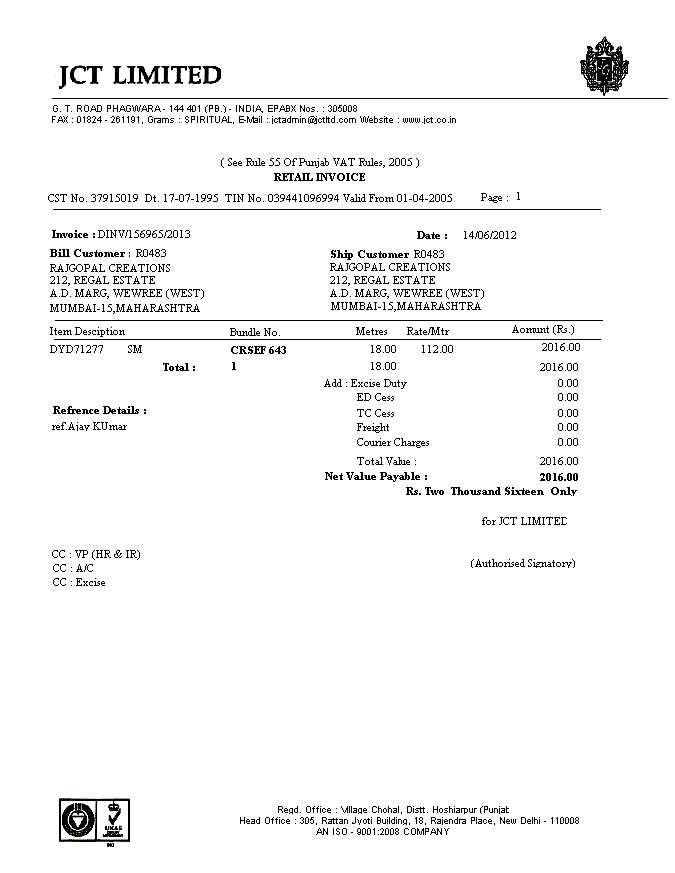 JCT LIMITED
G. T. ROAD PHAGWARA - 144 401 (PB.) - INDIA, EPABX Nos. : 305008
FAX : 01824 - 261191, Grams : SPIRITUAL, E-Mail : jctadmin@jctltd.com Website : www.jct.co.in
( See Rule 55 Of Punjab VAT Rules, 2005 )
RETAIL INVOICE
CST No. 37915019 Dt. 17-07-1995 TIN No. 039441096994 Valid From 01-04-2005 Page : 1
Invoice : DINV/156965/2013 Date : 14/06/2012
Bill Customer : R0483 Ship Customer R0483
RAJGOPAL CREATIONS RAJGOPAL CREATIONS
212, REGAL ESTATE 212, REGAL ESTATE
A.D. MARG, WEWREE (WEST) A.D. MARG, WEWREE (WEST)
MUMBAI-15,MAHARASHTRA MUMBAI-15,MAHARASHTRA
Item Desciption Bundle No. Metres Rate/Mtr Aomunt (Rs.)
DYD71277 SM CRSEF 643 18.00 112.00 2016.00
Total : 1 18.00 2016.00
Add : Excise Duty 0.00
ED Cess 0.00
Refrence Details : TC Cess 0.00
ref.Ajay KUmar Freight 0.00
Courier Charges 0.00
Total Value : 2016.00
Net Value Payable : 2016.00
Rs. Two Thousand Sixteen Only
for JCT LIMITED
CC : VP (HR & IR)
CC : A/C (Authorised Signatory)
CC : Excise
UKAS
Regd. Office : Village Chohal, Distt. Hoshiarpur (Punjab
Head Office : 305, Rattan Jyoti Building, 18, Rajendra Place, New Delhi - 110008
AN ISO - 9001:2008 COMPANY